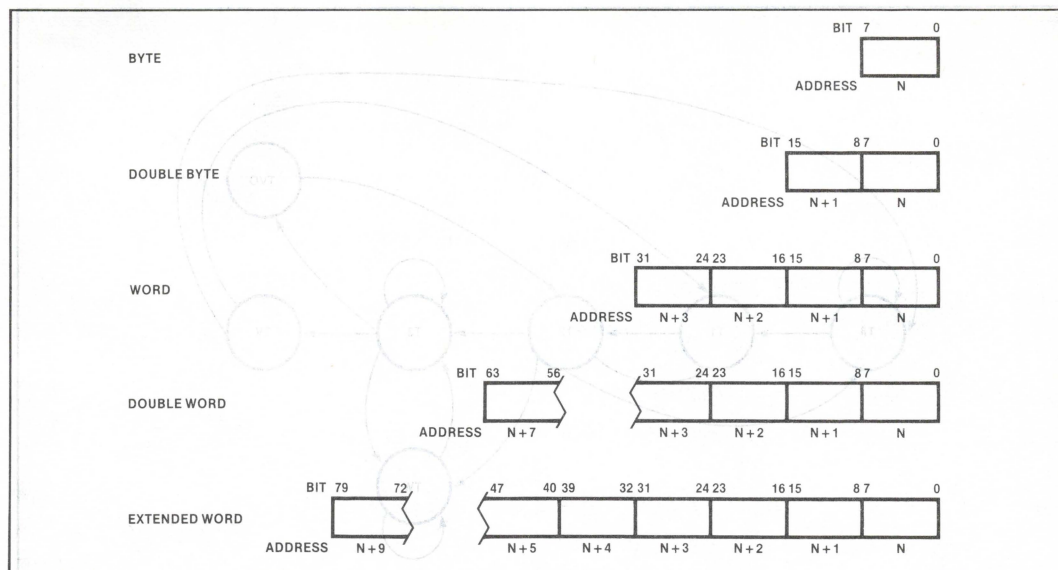 BIT 7 0
BYTE
ADDRESS N
BIT 15 8 7 0
DOUBLE BYTE
ADDRESS N + 1 N
BIT 31 24 23 16 15 8 7 0
WORD
ADDRESS N + 3 N + 2 N + 1 N
BIT 63 56 31 24 23 16 15 8 7 0
DOUBLE WORD
ADDRESS N + 7 N + 3 N + 2 N + 1 N
BIT 79 72 47 40 39 32 31 24 23 16 15 8 7 0
EXTENDED WORD
ADDRESS N + 9 N + 5 N + 4 N + 3 N + 2 N + 1 N